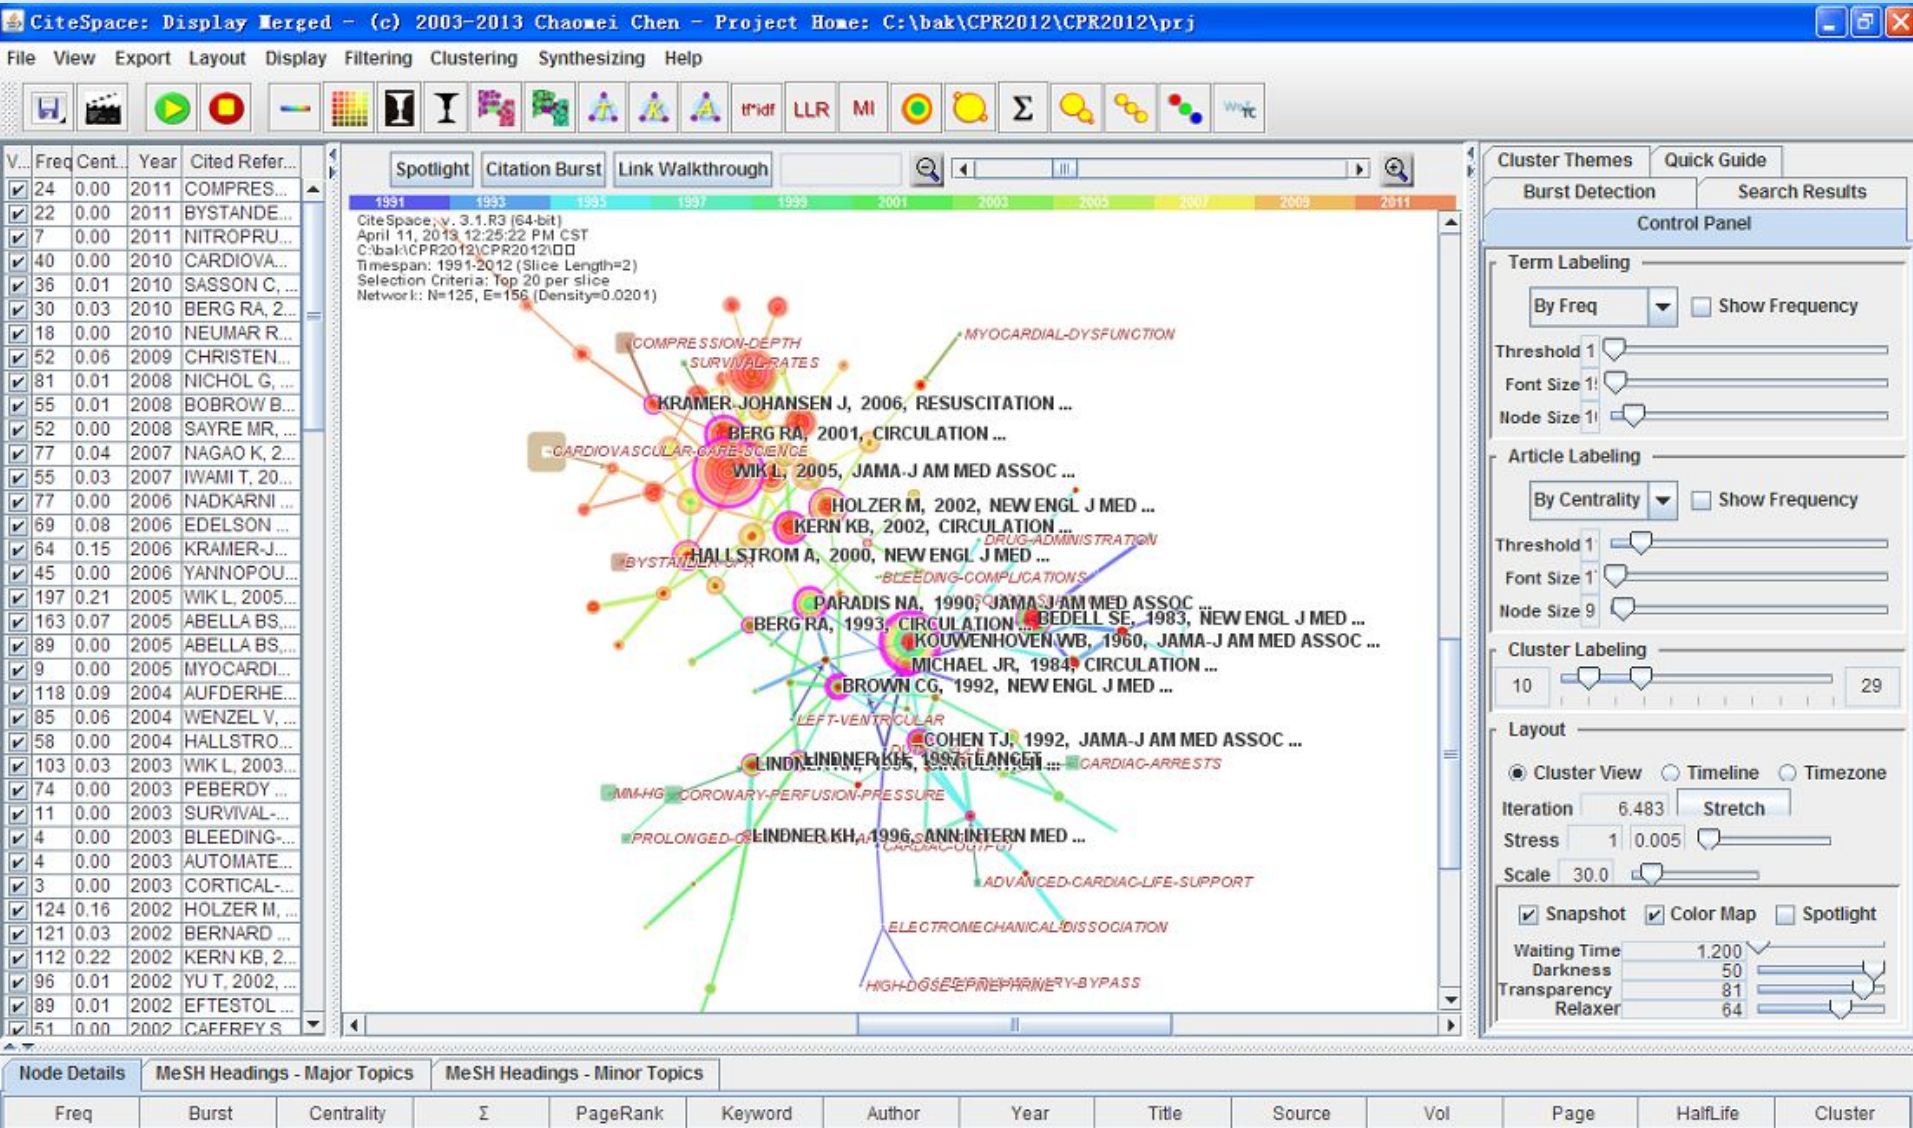 CiteSpace: Display Merged - (c) 2003-2013 Chaomei Chen - Project Home: C:\bak\CPR2012\CPR2012\prj
File View Export Layout Display Filtering Clustering Synthesizing Help
T K A tf*idf LLR MI Σ
V... Freq Cent... Year Cited Refer...
24 0.00 2011 COMPRES...
22 0.00 2011 BYSTANDE...
7 0.00 2011 NITROPRU...
40 0.00 2010 CARDIOVA...
36 0.01 2010 SASSON C, ...
30 0.03 2010 BERG RA, 2...
18 0.00 2010 NEUMAR R...
52 0.06 2009 CHRISTEN...
81 0.01 2008 NICHOL G, ...
55 0.01 2008 BOBROW B...
52 0.00 2008 SAYRE MR, ...
77 0.04 2007 NAGAO K, 2...
55 0.03 2007 IWAMI T, 20...
77 0.00 2006 NADKARNI ...
69 0.08 2006 EDELSON ...
64 0.15 2006 KRAMER-J...
45 0.00 2006 YANNOPOU...
197 0.21 2005 WIK L, 2005...
163 0.07 2005 ABELLA BS,...
89 0.00 2005 ABELLA BS,...
9 0.00 2005 MYOCARDI...
118 0.09 2004 AUFDERHE...
85 0.06 2004 WENZEL V, ...
58 0.00 2004 HALLSTRO...
103 0.03 2003 WIK L, 2003...
74 0.00 2003 PEBERDY ...
11 0.00 2003 SURVIVAL-...
4 0.00 2003 BLEEDING-...
4 0.00 2003 AUTOMATE...
3 0.00 2003 CORTICAL-...
124 0.16 2002 HOLZER M, ...
121 0.03 2002 BERNARD ...
112 0.22 2002 KERN KB, 2...
96 0.01 2002 YU T, 2002, ...
89 0.01 2002 EFTESTOL ...
51 0.00 2002 CAFFREY S
Spotlight Citation Burst Link Walkthrough
1991 1993 1995 1997 1999 2001 2003 2005 2007 2009 2011
CiteSpace, v. 3.1.R3 (64-bit)
April 11, 2013 12:25:22 PM CST
C:\bak\CPR2012\CPR2012\□□
Timespan: 1991-2012 (Slice Length=2)
Selection Criteria: Top 20 per slice
Network: N=125, E=156 (Density=0.0201)
MYOCARDIAL-DYSFUNCTION
COMPRESSION-DEPTH
SURVIVAL-RATES
KRAMER-JOHANSEN J, 2006, RESUSCITATION ...
BERG RA, 2001, CIRCULATION ...
CARDIOVASCULAR-CARE-SCIENCE
WIK L, 2005, JAMA-J AM MED ASSOC ...
HOLZER M, 2002, NEW ENGL J MED ...
KERN KB, 2002, CIRCULATION ...
DRUG-ADMINISTRATION
HALLSTROM A, 2000, NEW ENGL J MED ...
BYSTANDER-CPR
BLEEDING-COMPLICATIONS
PARADIS NA, 1990, JAMA-J AM MED ASSOC ...
BEDELL SE, 1983, NEW ENGL J MED ...
BERG RA, 1993, CIRCULATION ...
KOUWENHOVEN WB, 1960, JAMA-J AM MED ASSOC ...
MICHAEL JR, 1984, CIRCULATION ...
BROWN CG, 1992, NEW ENGL J MED ...
LEFT-VENTRICULAR
COHEN TJ, 1992, JAMA-J AM MED ASSOC ...
LINDNER KH, 1997, LANCET ...
CARDIAC-ARRESTS
MM-HG
CORONARY-PERFUSION-PRESSURE
LINDNER KH, 1996, ANN INTERN MED ...
CARDIAC-OUTPUT
ADVANCED-CARDIAC-LIFE-SUPPORT
ELECTROMECHANICAL-DISSOCIATION
HIGH-DOSE-EPINEPHRINE
Cluster Themes Quick Guide
Burst Detection Search Results
Control Panel
Term Labeling
By Freq Show Frequency
Threshold 1
Font Size
Node Size
Article Labeling
By Centrality Show Frequency
Threshold 1
Font Size
Node Size 9
Cluster Labeling
10 29
Layout
Cluster View Timeline Timezone
Iteration 6.483 Stretch
Stress 1 0.005
Scale 30.0
Snapshot Color Map Spotlight
Waiting Time 1.200
Darkness 50
Transparency 81
Relaxer 64
Node Details MeSH Headings - Major Topics MeSH Headings - Minor Topics
Freq Burst Centrality Σ PageRank Keyword Author Year Title Source Vol Page HalfLife Cluster